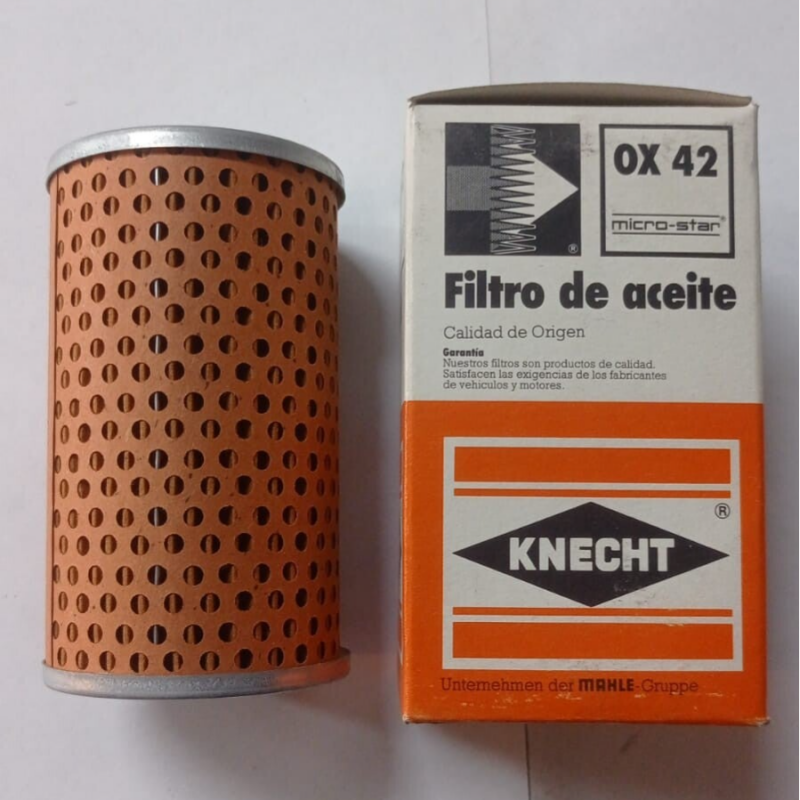 OX 42
micro-star®
®
Filtro de aceite
Calidad de Origen
Garantía
Nuestros filtros son productos de calidad.
Satisfacen las exigencias de los fabricantes
de vehiculos y motores.
®
KNECHT
Unternehmen der MAHLE-Gruppe